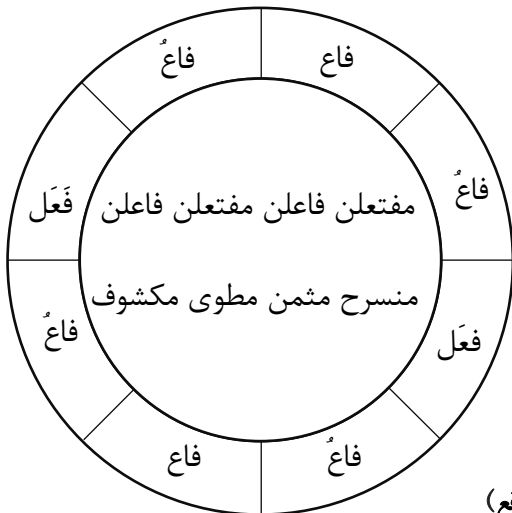 فاع
فاعُ
فاعُ
مفتعلن فاعلن مفتعلن فاعلن
فَعَل
منسرح مثمن مطوی مکشوف
فعَل
فاعُ
فاعُ
فاع